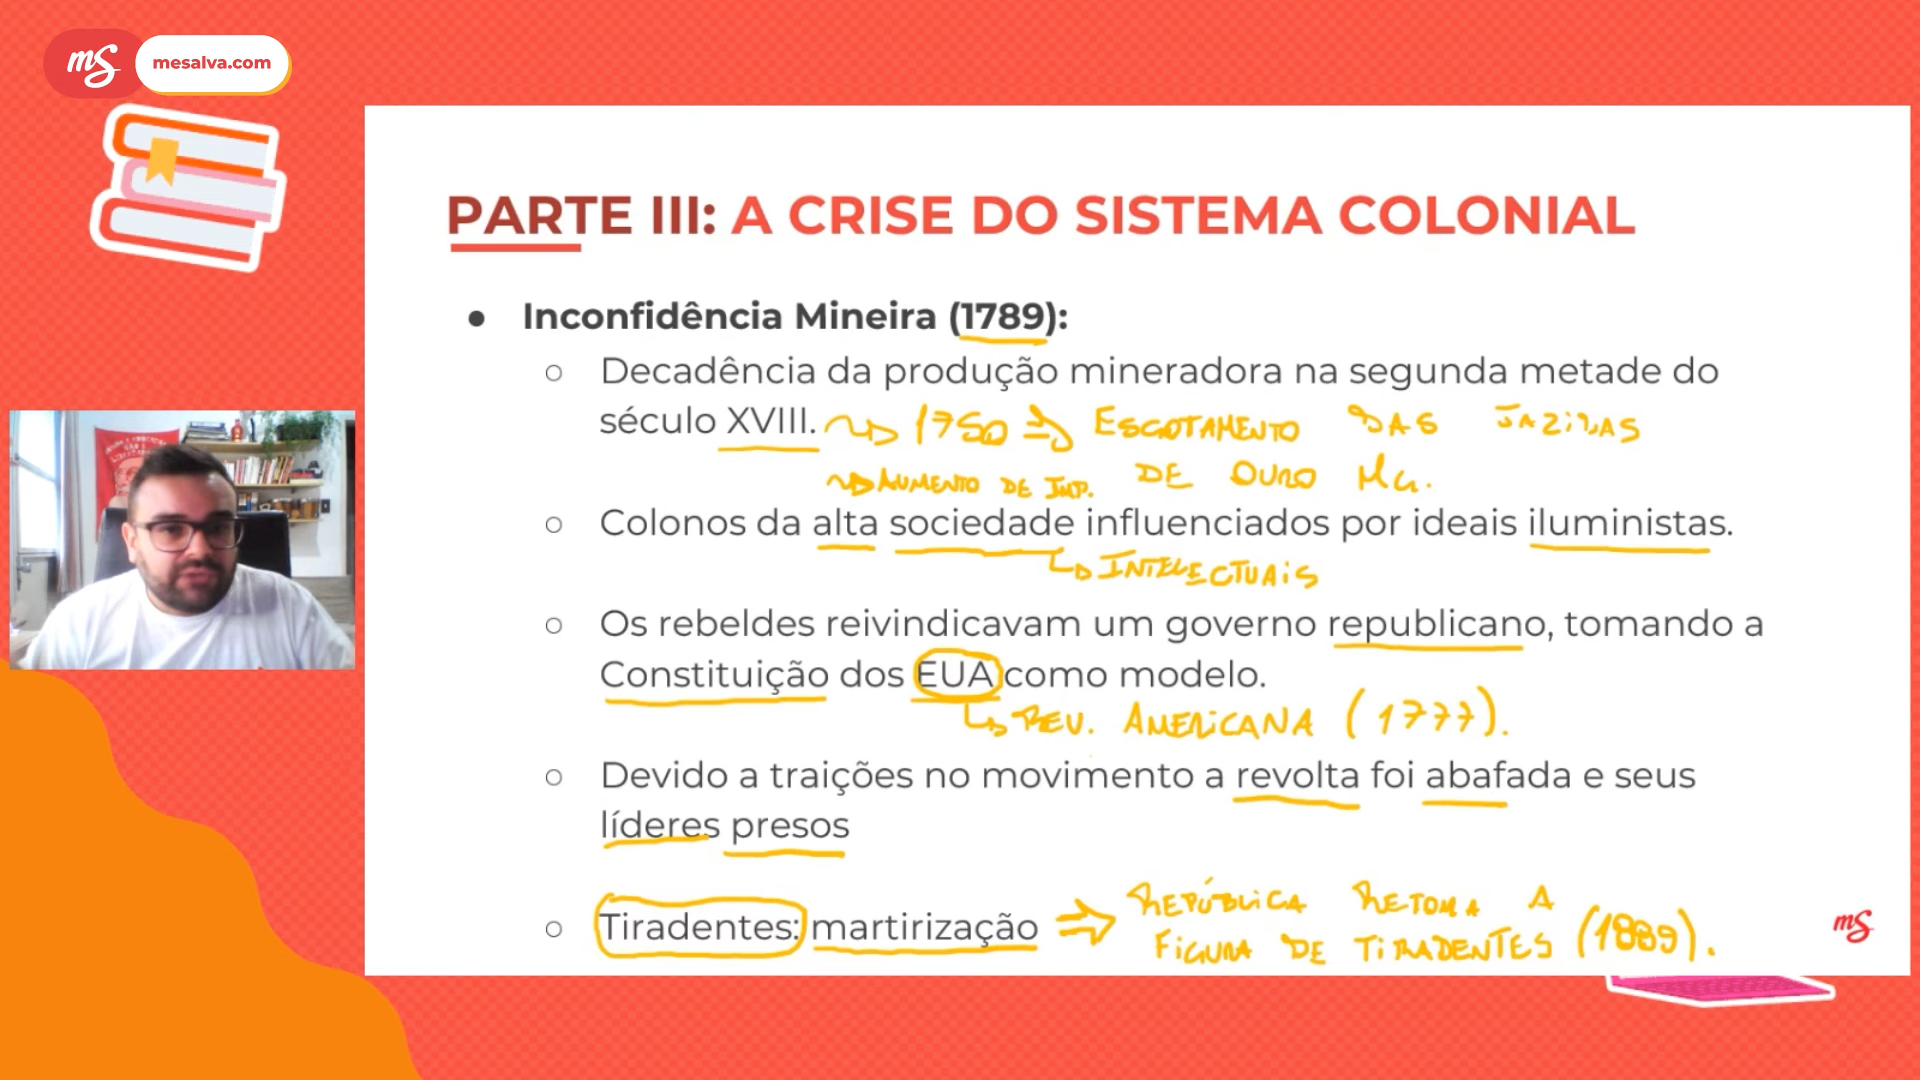 mS mesalva.com
PARTE III: A CRISE DO SISTEMA COLONIAL
Inconfidência Mineira (1789):
Decadência da produção mineradora na segunda metade do
século XVIII. 1750 ESGOTAMENTO DAS JAZIDAS
AUMENTO DE IMP. DE OURO MG.
Colonos da alta sociedade influenciados por ideais iluministas.
INTELECTUAIS
Os rebeldes reivindicavam um governo republicano, tomando a
Constituição dos EUA como modelo.
REV. AMERICANA (1777).
Devido a traições no movimento a revolta foi abafada e seus
líderes presos
REPÚBLICA RETOMA A
Tiradentes: martirização FIGURA DE TIRADENTES (1889).
mS